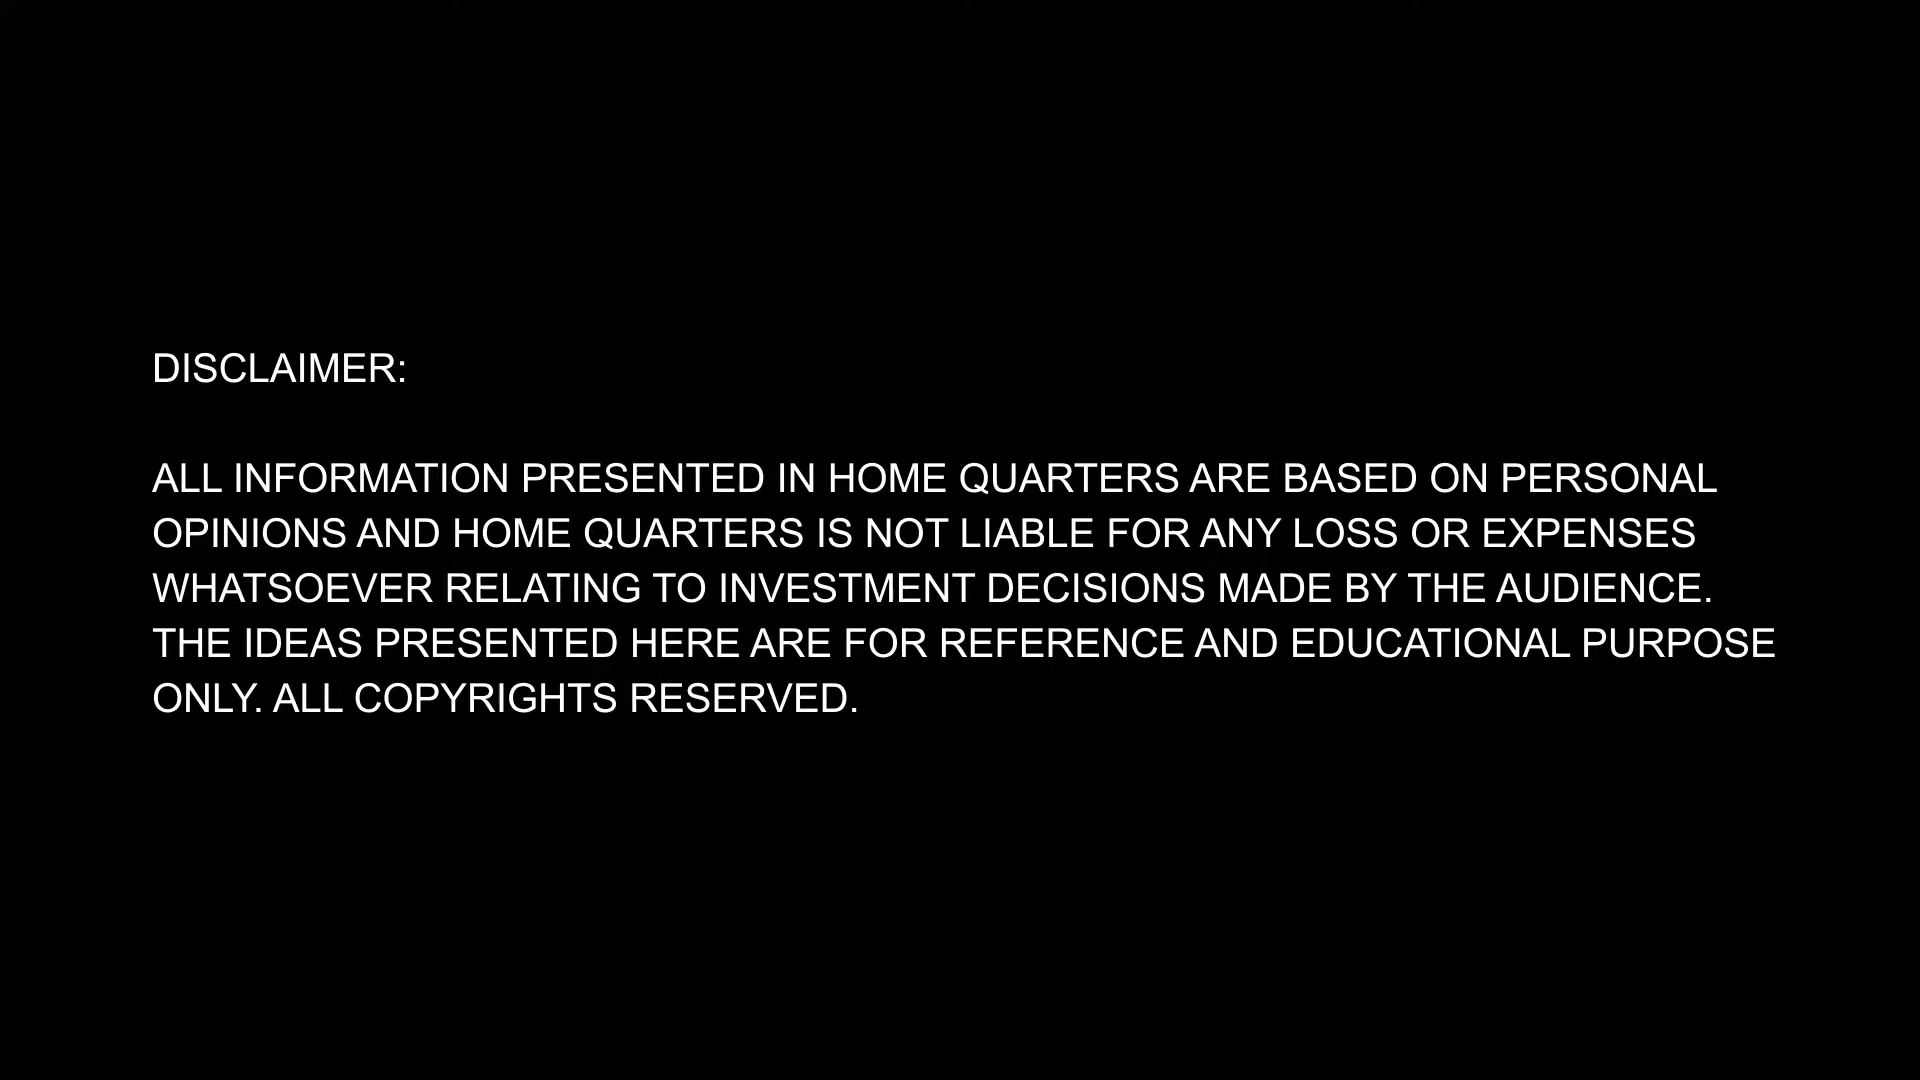 DISCLAIMER:
ALL INFORMATION PRESENTED IN HOME QUARTERS ARE BASED ON PERSONAL
OPINIONS AND HOME QUARTERS IS NOT LIABLE FOR ANY LOSS OR EXPENSES
WHATSOEVER RELATING TO INVESTMENT DECISIONS MADE BY THE AUDIENCE.
THE IDEAS PRESENTED HERE ARE FOR REFERENCE AND EDUCATIONAL PURPOSE
ONLY. ALL COPYRIGHTS RESERVED.